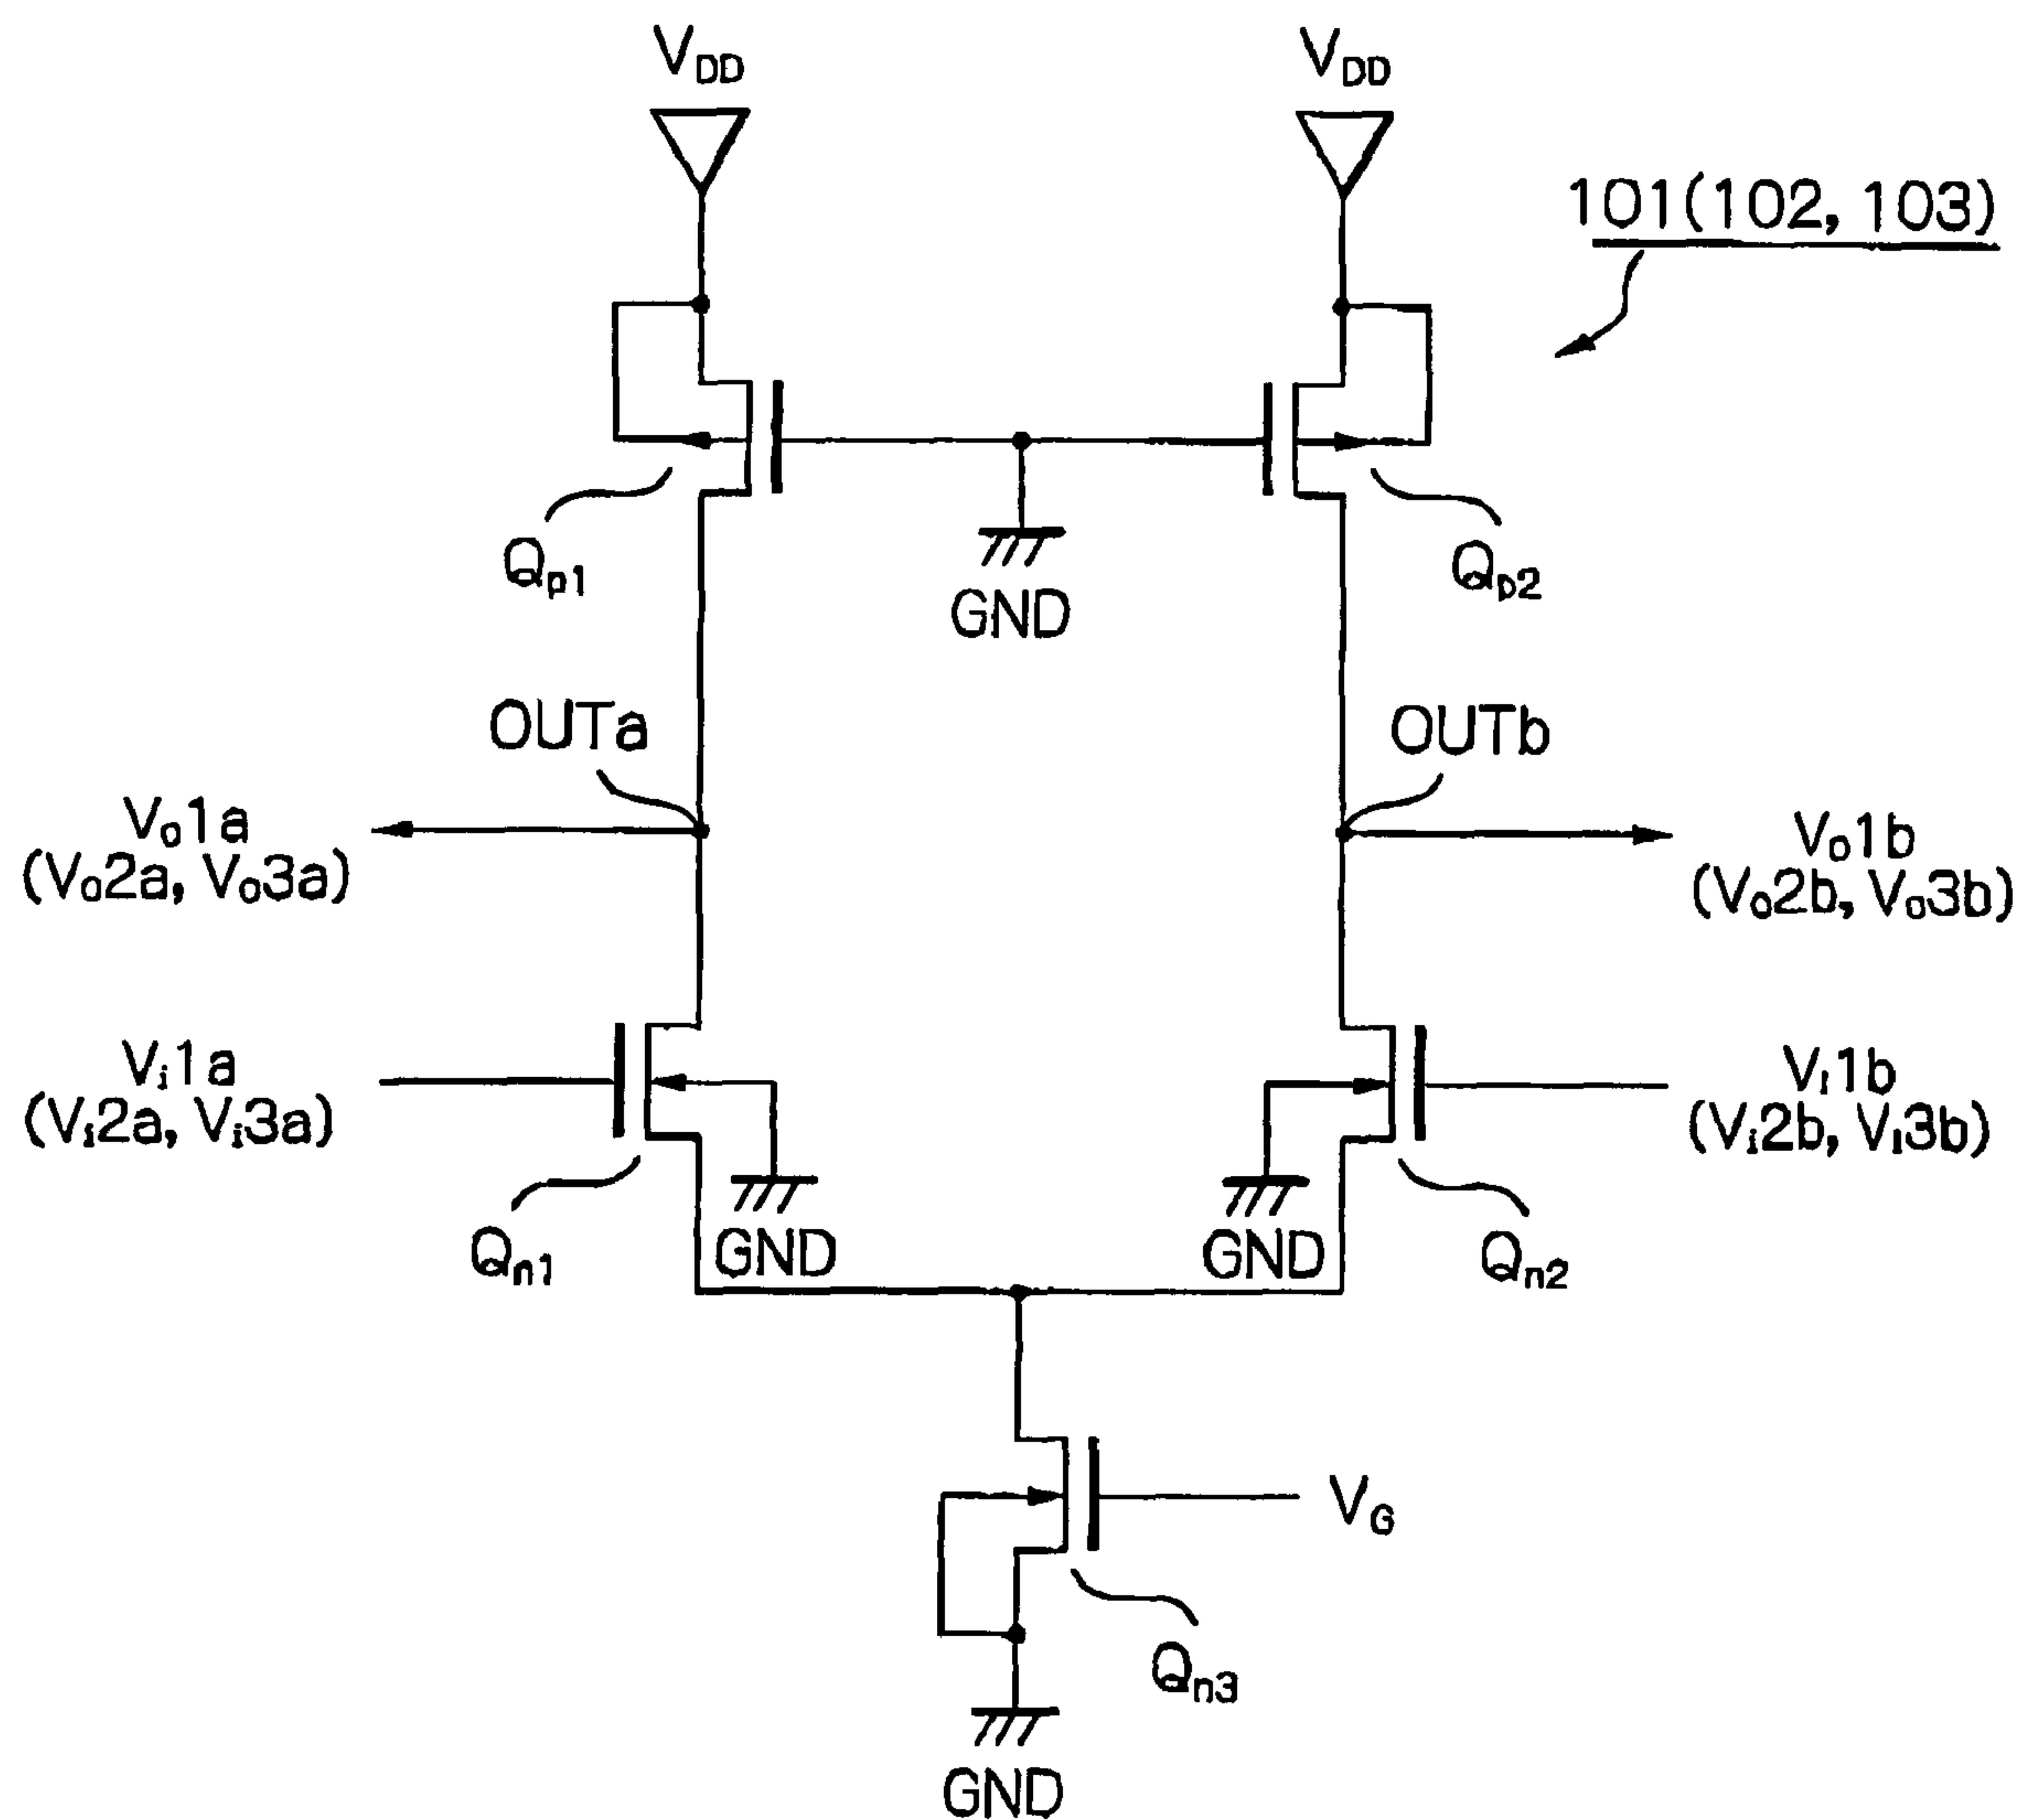 VDD
VDD
101(102, 103)
Qp1
GND
Qp2
OUTa
OUTb
Vo1a
(Vo2a, Vo3a)
Vo1b
(Vo2b, Vo3b)
Vi1a
(Vi2a, Vi3a)
Vi1b
(Vi2b, Vi3b)
Qn1
GND
GND
Qn2
VG
Qn3
GND